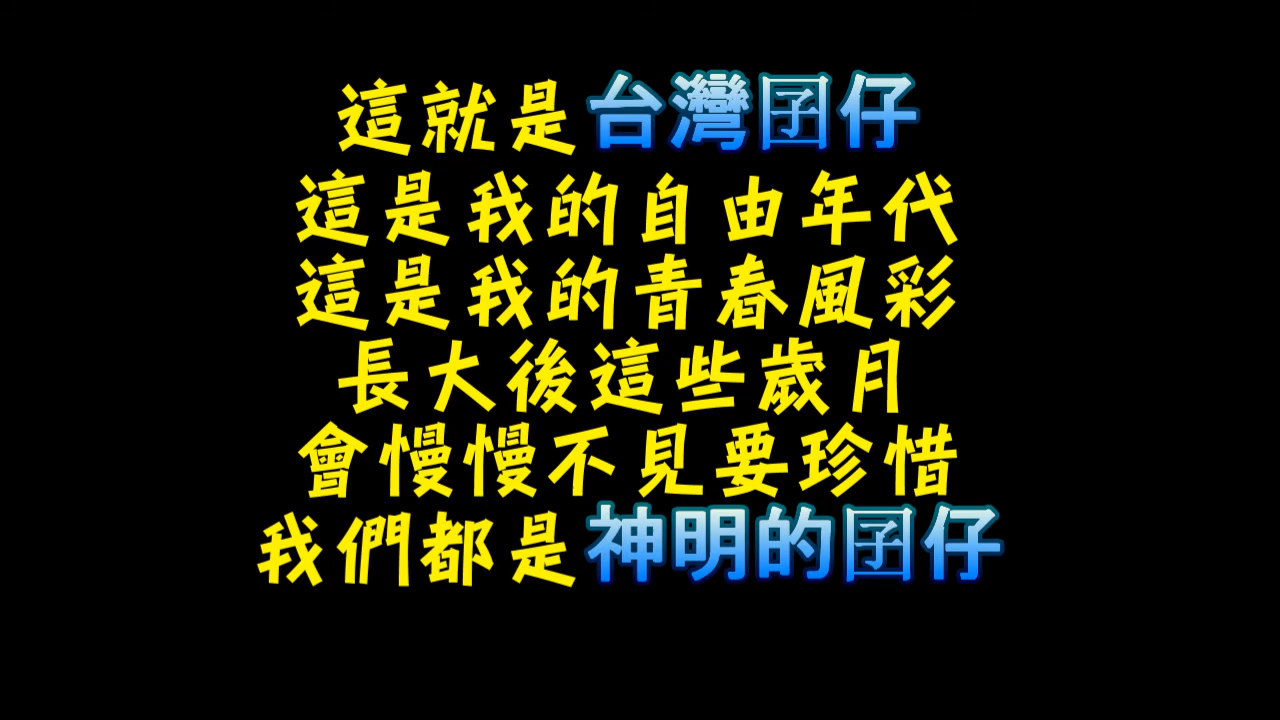 這就是台灣囝仔
這是我的自由年代
這是我的青春風彩
長大後這些歲月
會慢慢不見要珍惜
我們都是神明的囝仔